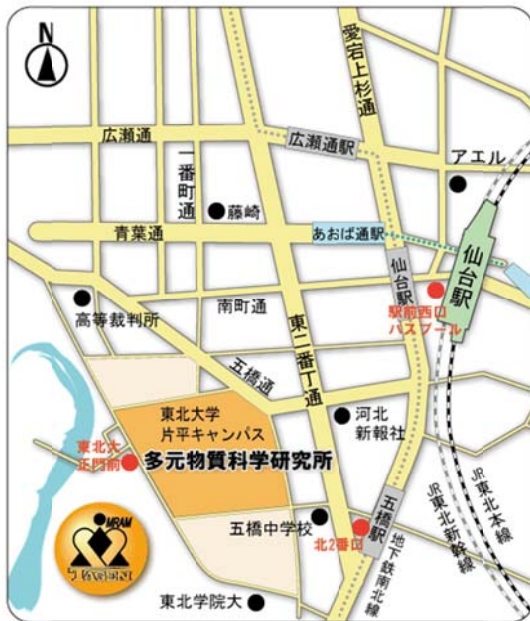 N
愛宕上杉通
広瀬通
広瀬通駅
アエル
一番町通
藤崎
青葉通
あおば通駅
仙台駅
仙台駅
駅前西口
バスプール
高等裁判所
南町通
東二番丁通
五橋通
東北大学
片平キャンパス
河北
新報社
東北大
正門前
多元物質科学研究所
IMRAM
五橋中学校
北2番口
五橋駅
地下鉄南北線
JR東北新幹線
JR東北本線
東北学院大